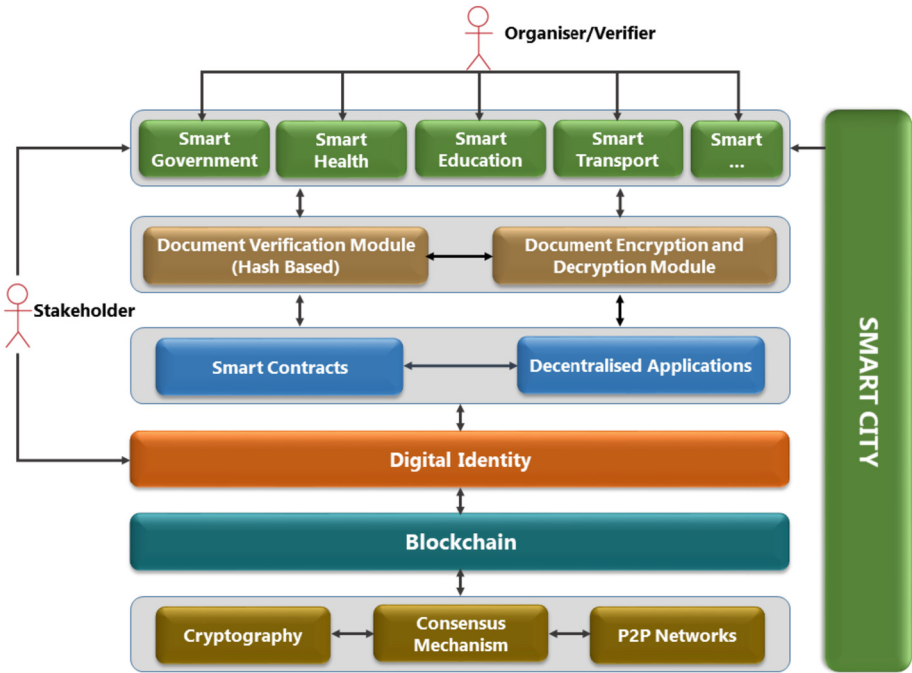 Organiser/Verifier
Smart
Government
Smart
Health
Smart
Education
Smart
Transport
Smart
...
Document Verification Module
(Hash Based)
Document Encryption and
Decryption Module
Stakeholder
Smart Contracts
Decentralised Applications
Digital Identity
Blockchain
Cryptography
Consensus
Mechanism
P2P Networks
SMART CITY